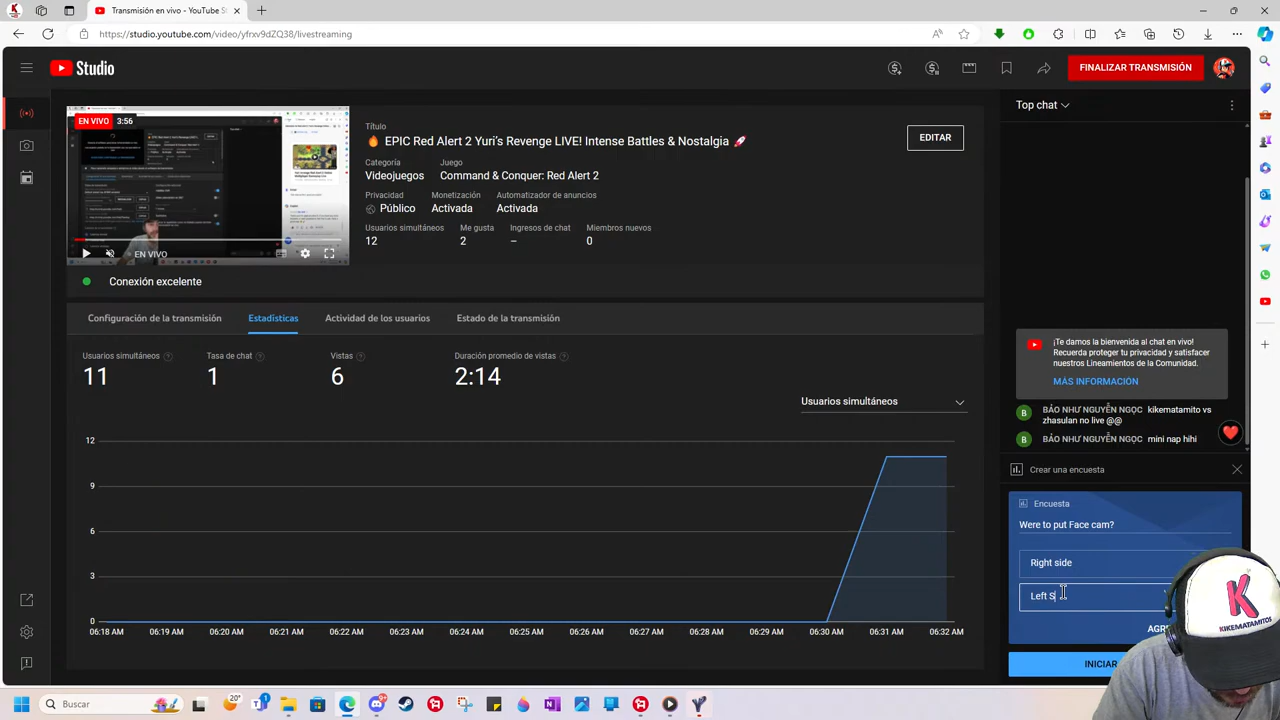 Transmisión en vivo - YouTube S
https://studio.youtube.com/video/yfrxv9dZQ38/livestreaming
Studio
FINALIZAR TRANSMISIÓN
EN VIVO 3:56
EN VIVO
Título
🔥 EPIC Red Alert 2 Yuri's Revenge LIVE! Intense Battles & Nostalgia 🚀
EDITAR
Categoría Juego
Videojuegos Command & Conquer: Red Alert 2
Privacidad Monetización Administración de anuncios
Público Activada Activada
Usuarios simultáneos Me gusta Ingresos de chat Miembros nuevos
12 2 – 0
Conexión excelente
Configuración de la transmisión Estadísticas Actividad de los usuarios Estado de la transmisión
Usuarios simultáneos Tasa de chat Vistas Duración promedio de vistas
11 1 6 2:14
Usuarios simultáneos
12
9
6
3
0
06:18 AM 06:19 AM 06:20 AM 06:21 AM 06:22 AM 06:23 AM 06:24 AM 06:25 AM 06:26 AM 06:27 AM 06:28 AM 06:29 AM 06:30 AM 06:31 AM 06:32 AM
Top chat
¡Te damos la bienvenida al chat en vivo!
Recuerda proteger tu privacidad y satisfacer
nuestros Lineamientos de la Comunidad.
MÁS INFORMACIÓN
B BẢO NHƯ NGUYỄN NGỌC kikematamito vs
zhasulan no live @@
B BẢO NHƯ NGUYỄN NGỌC mini nap hihi
Crear una encuesta
Encuesta
Were to put Face cam?
Right side
Left S
AGR
INICIAR
K
KIKEMATAMITOS
Buscar
20°
1
9+